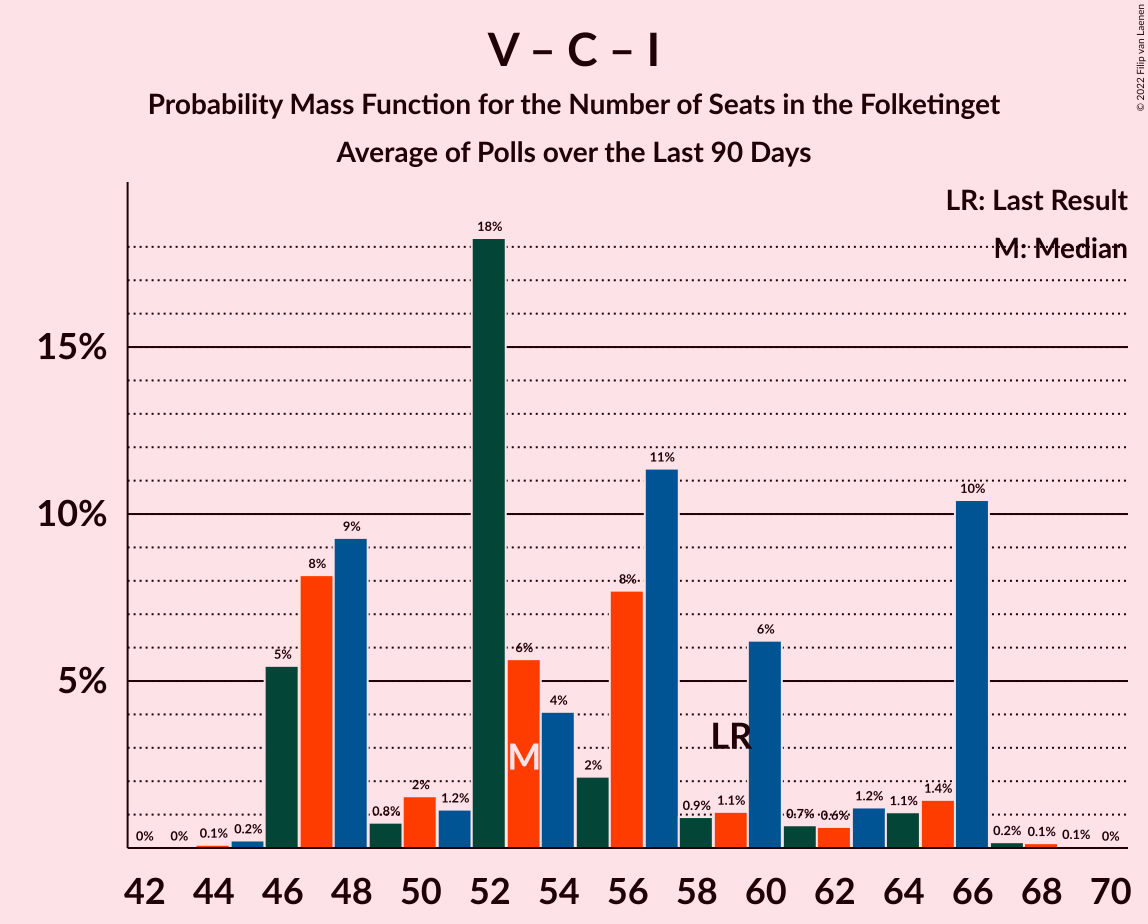 © 2022 Filip van Laenen
V – C – I
Probability Mass Function for the Number of Seats in the Folketinget
Average of Polls over the Last 90 Days
LR: Last Result
M: Median
15%
10%
5%
0% 0% 0.1% 0.2% 5% 8% 9% 0.8% 2% 1.2% 18% 6% 4% 2% 8% 11% 0.9% 1.1% 6% 0.7% 0.6% 1.2% 1.1% 1.4% 10% 0.2% 0.1% 0.1% 0%
M
LR
42 44 46 48 50 52 54 56 58 60 62 64 66 68 70